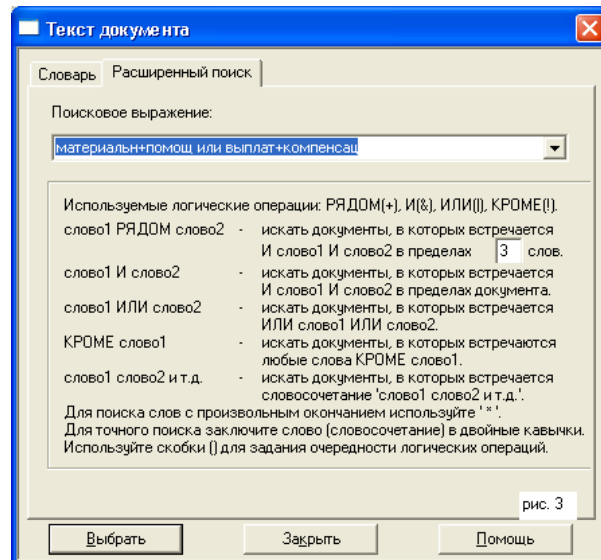 Текст документа
Словарь Расширенный поиск
Поисковое выражение:
материальн+помощ или выплат+компенсац
Используемые логические операции: РЯДОМ(+), И(&), ИЛИ(|), КРОМЕ(!).
слово1 РЯДОМ слово2 - искать документы, в которых встречается
И слово1 И слово2 в пределах 3 слов.
слово1 И слово2 - искать документы, в которых встречается
И слово1 И слово2 в пределах документа.
слово1 ИЛИ слово2 - искать документы, в которых встречается
ИЛИ слово1 ИЛИ слово2.
КРОМЕ слово1 - искать документы, в которых встречаются
любые слова КРОМЕ слово1.
слово1 слово2 и т.д. - искать документы, в которых встречается
словосочетание 'слово1 слово2 и т.д.'.
Для поиска слов с произвольным окончанием используйте ' * '.
Для точного поиска заключите слово (словосочетание) в двойные кавычки.
Используйте скобки () для задания очередности логических операций.
рис. 3
Выбрать Закрыть Помощь